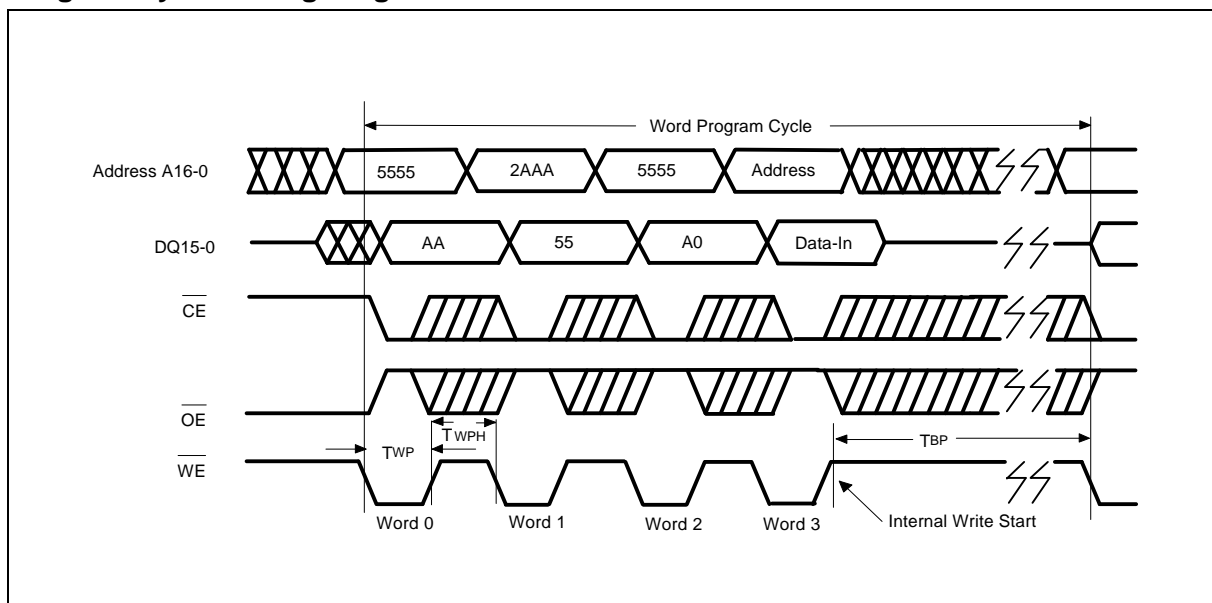 Word Program Cycle
Address A16-0
5555
2AAA
5555
Address
DQ15-0
AA
55
A0
Data-In
CE
OE
TWPH
TWP
TBP
WE
Word 0
Word 1
Word 2
Word 3
Internal Write Start